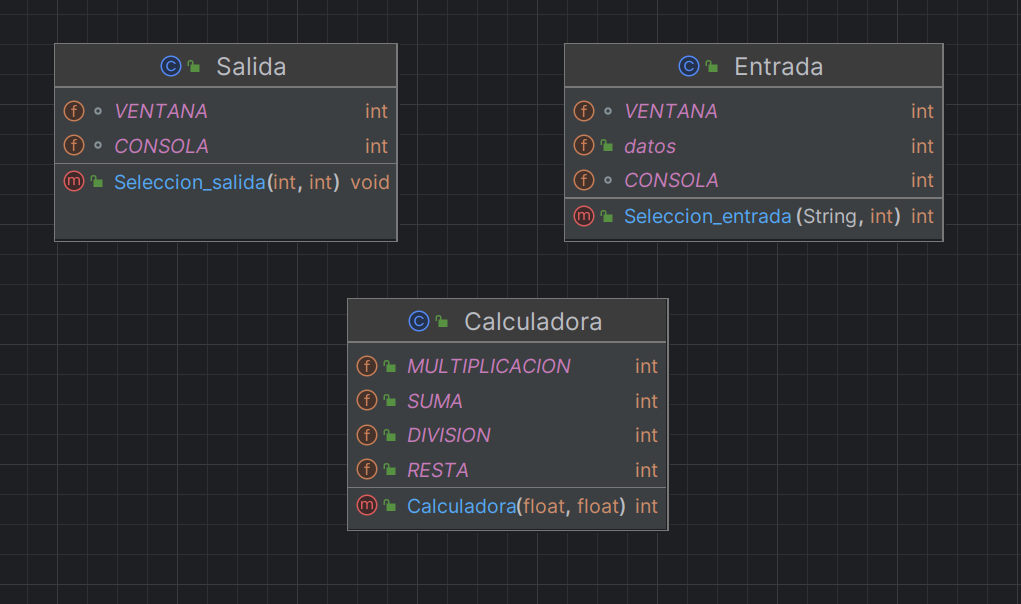 Salida
VENTANA int
CONSOLA int
Seleccion_salida(int, int) void
Entrada
VENTANA int
datos int
CONSOLA int
Seleccion_entrada(String, int) int
Calculadora
MULTIPLICACION int
SUMA int
DIVISION int
RESTA int
Calculadora(float, float) int